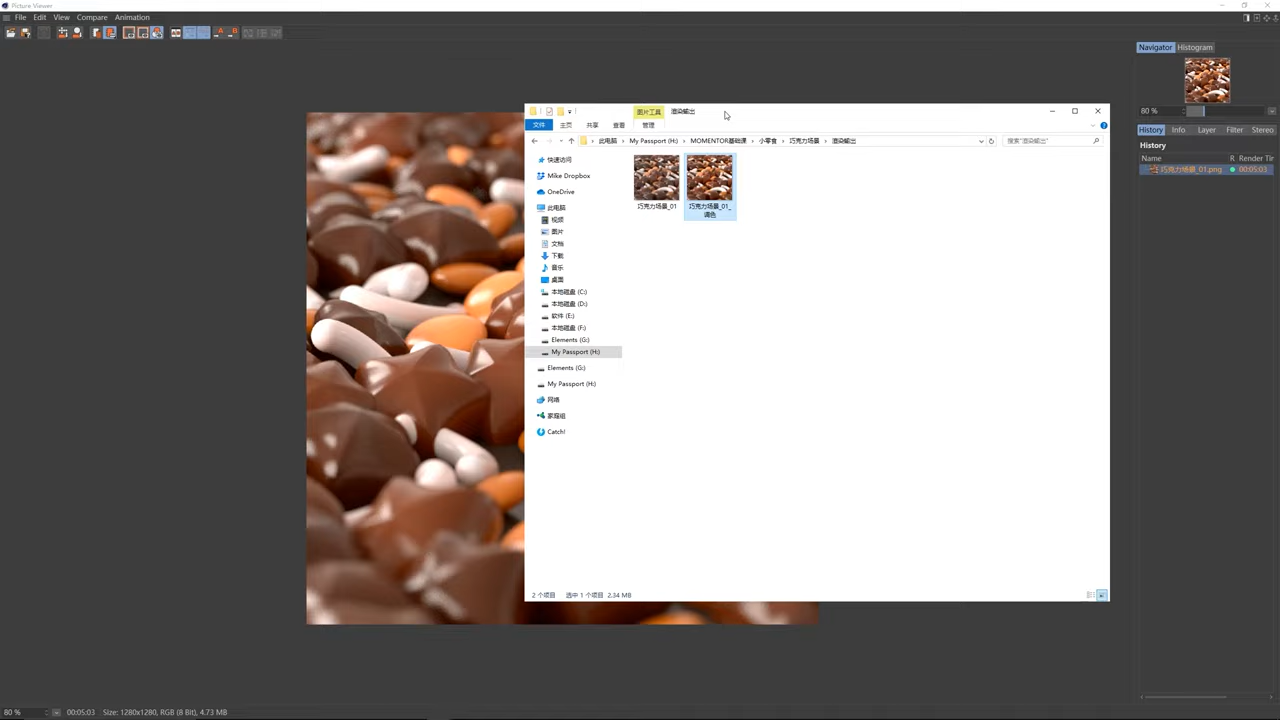 Picture Viewer
File Edit View Compare Animation
Navigator Histogram
80 %
History Info Layer Filter Stereo
History
Name R Render Tir
巧克力场景_01.png 00:05:03
图片工具 渲染输出
文件 主页 共享 查看 管理
此电脑 My Passport (H:) MOMENTOR基础课 小零食 巧克力场景 渲染输出
搜索"渲染输出"
快速访问
Mike Dropbox
OneDrive
此电脑
视频
图片
文档
下载
音乐
桌面
本地磁盘 (C:)
本地磁盘 (D:)
软件 (E:)
本地磁盘 (F:)
Elements (G:)
My Passport (H:)
Elements (G:)
My Passport (H:)
网络
家庭组
Catch!
巧克力场景_01
巧克力场景_01_
调色
2 个项目 选中 1 个项目 2.34 MB
80 % 00:05:03 Size: 1280x1280, RGB (8 Bit), 4.73 MB